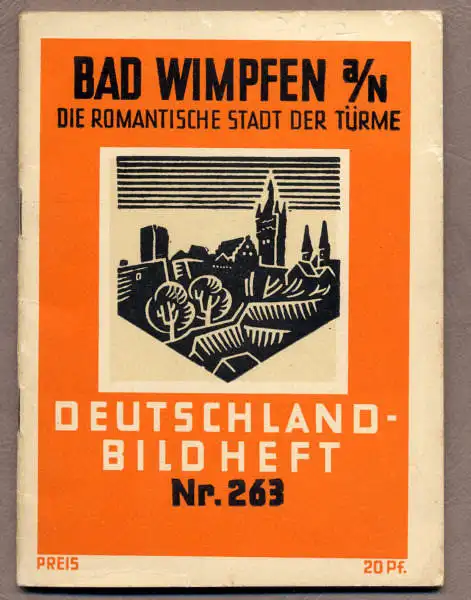 BAD WIMPFEN a/N
DIE ROMANTISCHE STADT DER TÜRME
DEUTSCHLAND-
BILDHEFT
Nr. 263
PREIS 20 Pf.